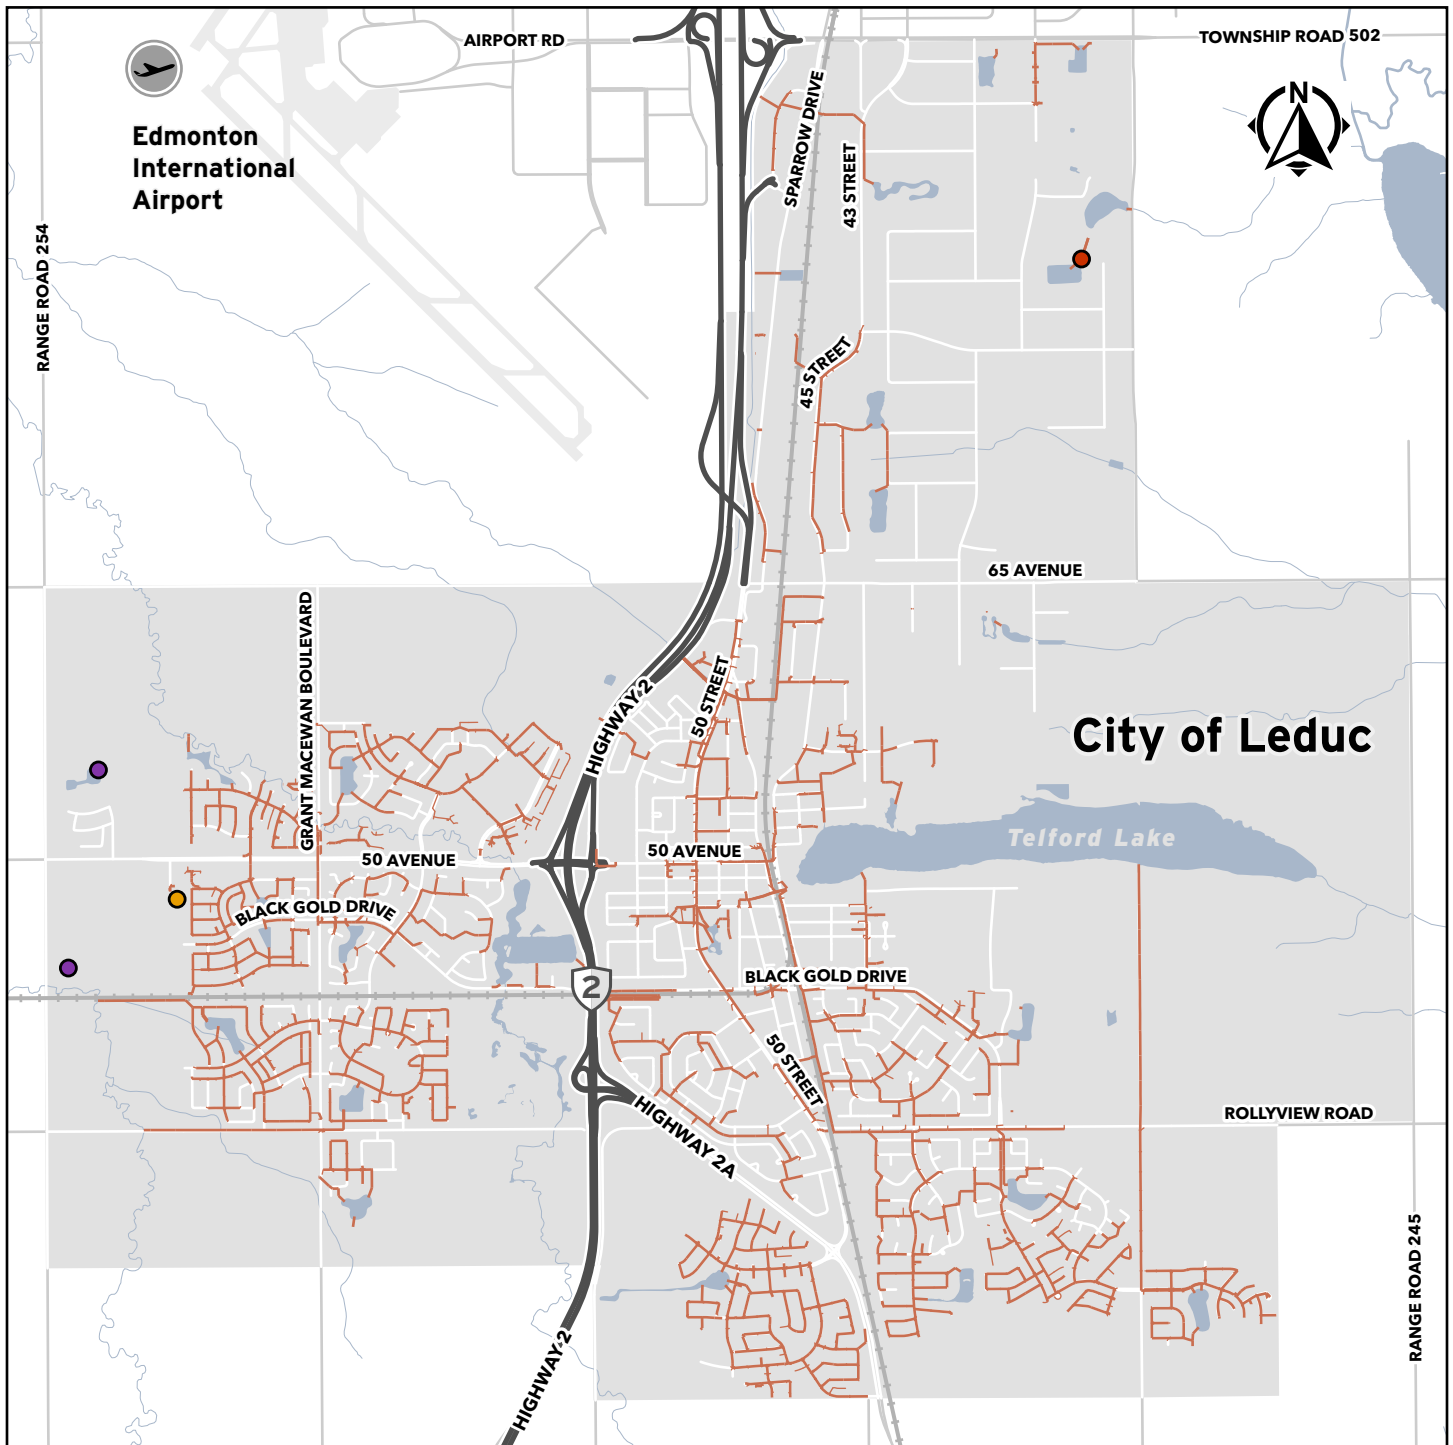 AIRPORT RD
TOWNSHIP ROAD 502
N
Edmonton
International
Airport
SPARROW DRIVE
43 STREET
RANGE ROAD 254
45 STREET
65 AVENUE
GRANT MACEWAN BOULEVARD
50 STREET
HIGHWAY 2
City of Leduc
Telford Lake
50 AVENUE
50 AVENUE
BLACK GOLD DRIVE
BLACK GOLD DRIVE
2
50 STREET
HIGHWAY 2A
ROLLYVIEW ROAD
RANGE ROAD 245
HIGHWAY 2